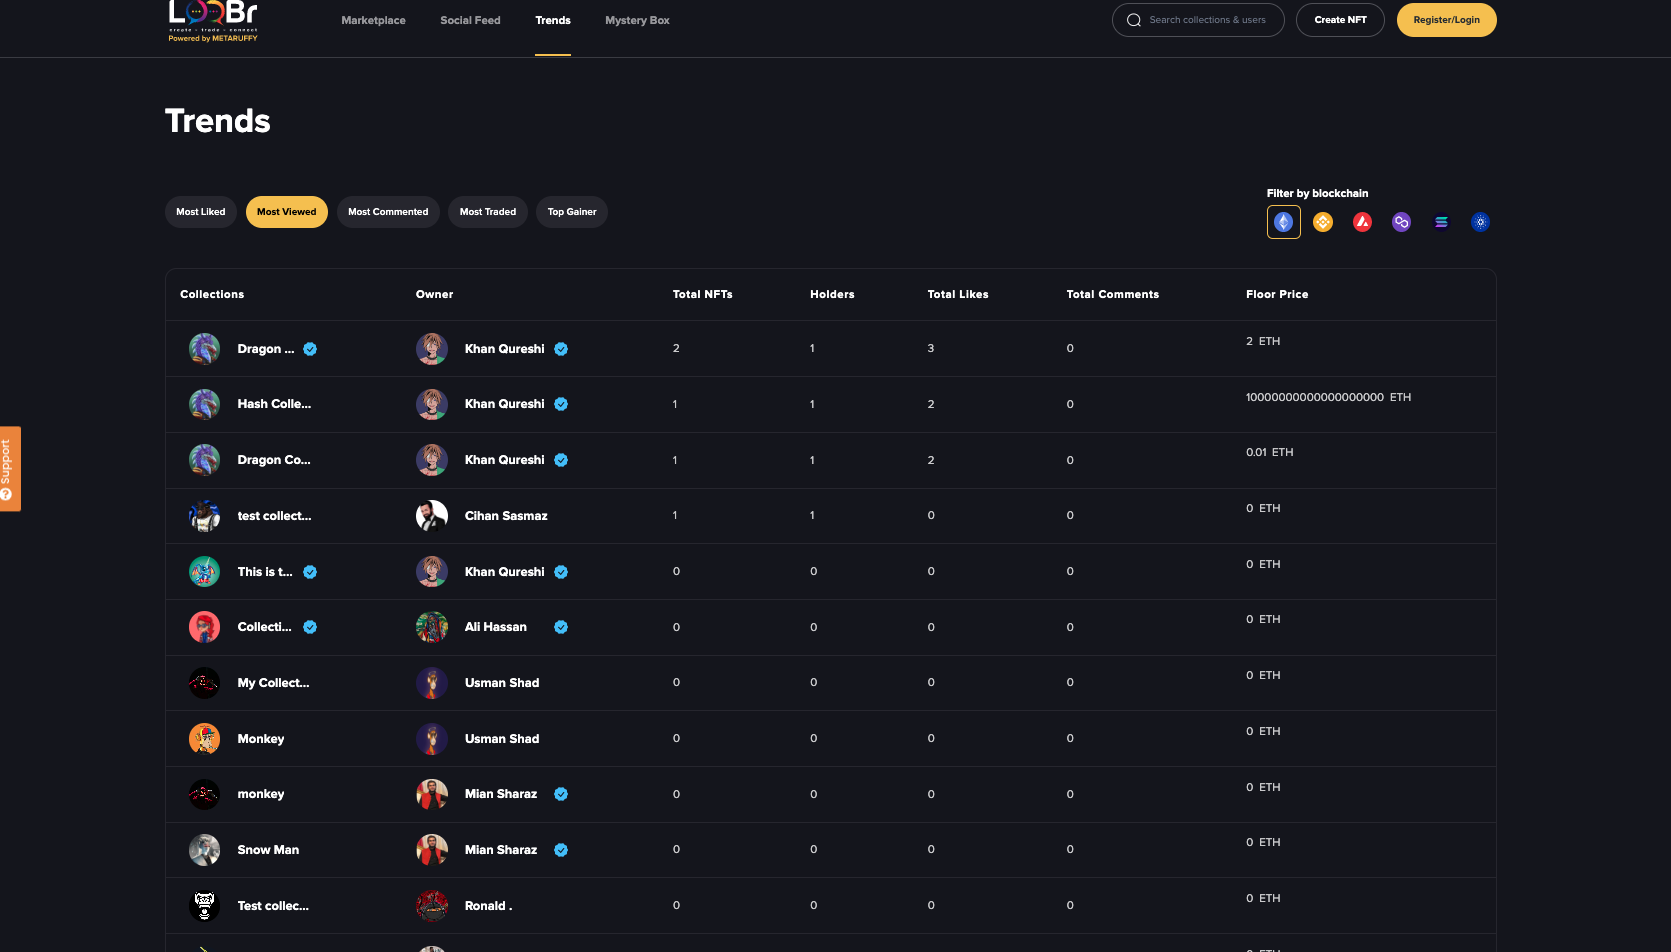 LOOBr
create - trade - connect
Powered by METARUFFY
Marketplace
Social Feed
Trends
Mystery Box
Search collections & users
Create NFT
Register/Login
Trends
Most Liked
Most Viewed
Most Commented
Most Traded
Top Gainer
Filter by blockchain
Collections Owner Total NFTs Holders Total Likes Total Comments Floor Price
Dragon ... Khan Qureshi 2 1 3 0 2 ETH
Hash Colle... Khan Qureshi 1 1 2 0 10000000000000000000 ETH
Dragon Co... Khan Qureshi 1 1 2 0 0.01 ETH
test collect... Cihan Sasmaz 1 1 0 0 0 ETH
This is t... Khan Qureshi 0 0 0 0 0 ETH
Collecti... Ali Hassan 0 0 0 0 0 ETH
My Collect... Usman Shad 0 0 0 0 0 ETH
Monkey Usman Shad 0 0 0 0 0 ETH
monkey Mian Sharaz 0 0 0 0 0 ETH
Snow Man Mian Sharaz 0 0 0 0 0 ETH
Test collec... Ronald . 0 0 0 0 0 ETH
Support